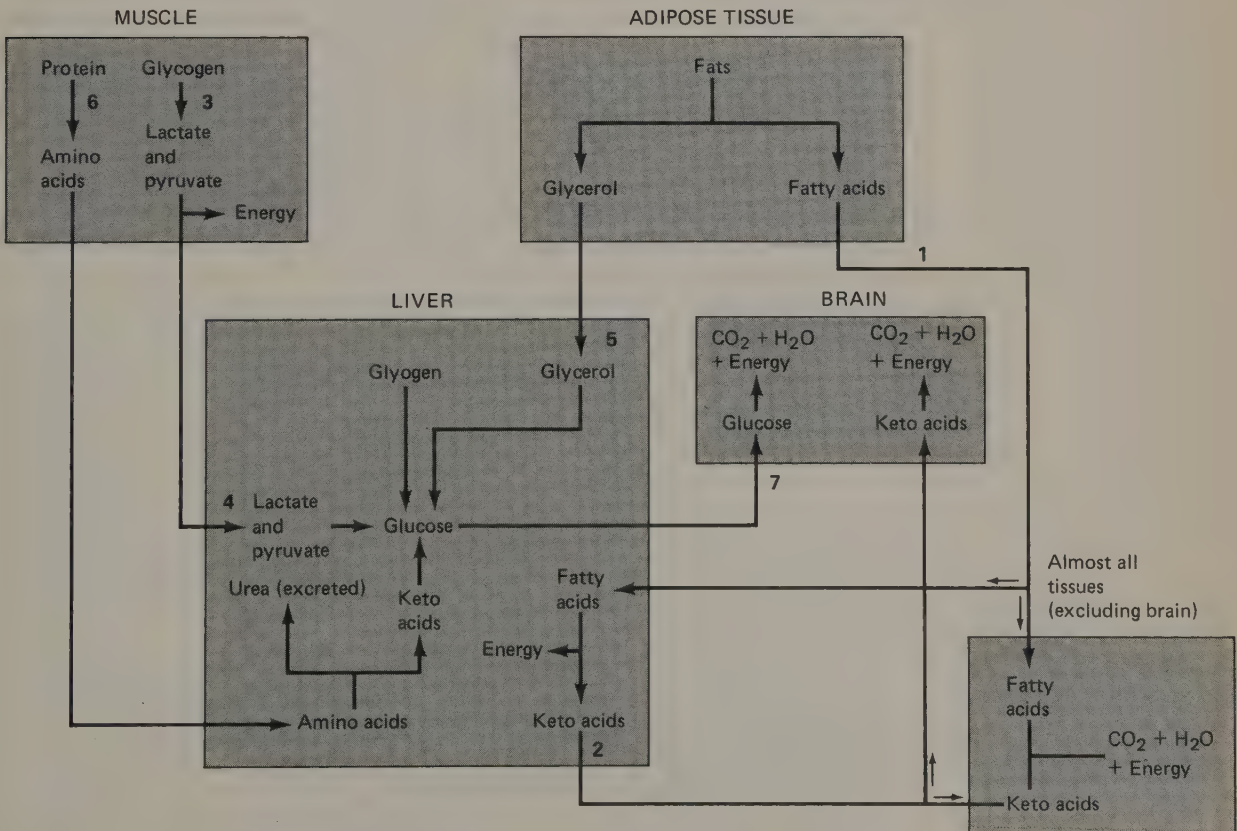 MUSCLE
Protein
6
Amino
acids
Glycogen
3
Lactate
and
pyruvate
Energy
ADIPOSE TISSUE
Fats
Glycerol
Fatty acids
1
LIVER
5
Glyogen
Glycerol
4
Lactate
and
pyruvate
Glucose
Urea (excreted)
Keto
acids
Fatty
acids
Energy
Amino acids
Keto acids
2
BRAIN
CO₂ + H₂O
+ Energy
CO₂ + H₂O
+ Energy
Glucose
Keto acids
7
Almost all
tissues
(excluding brain)
Fatty
acids
CO₂ + H₂O
+ Energy
Keto acids